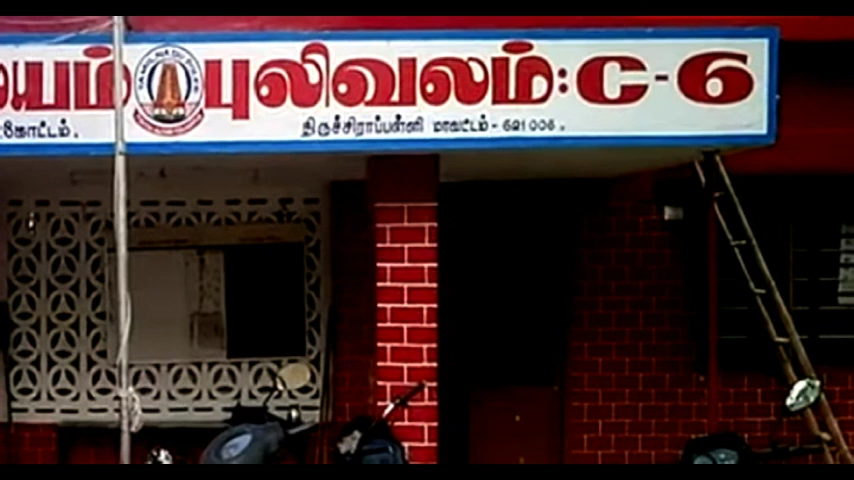 யம் புலிவலம்:C-6
கோட்டம். திருச்சிராப்பள்ளி மாவட்டம் - 621 006.